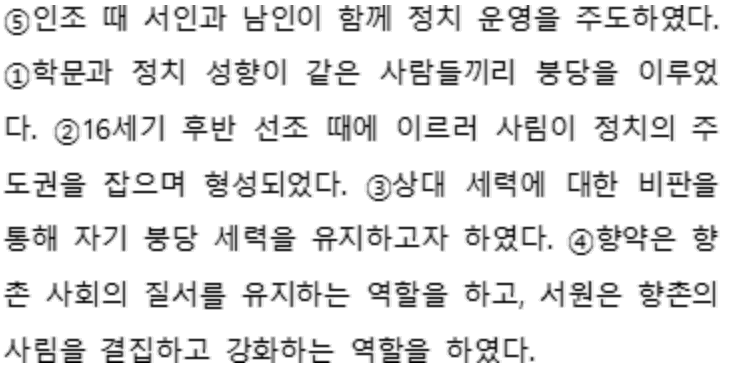 ⑤인조 때 서인과 남인이 함께 정치 운영을 주도하였다.
①학문과 정치 성향이 같은 사람들끼리 붕당을 이루었
다. ②16세기 후반 선조 때에 이르러 사림이 정치의 주
도권을 잡으며 형성되었다. ③상대 세력에 대한 비판을
통해 자기 붕당 세력을 유지하고자 하였다. ④향약은 향
촌 사회의 질서를 유지하는 역할을 하고, 서원은 향촌의
사림을 결집하고 강화하는 역할을 하였다.